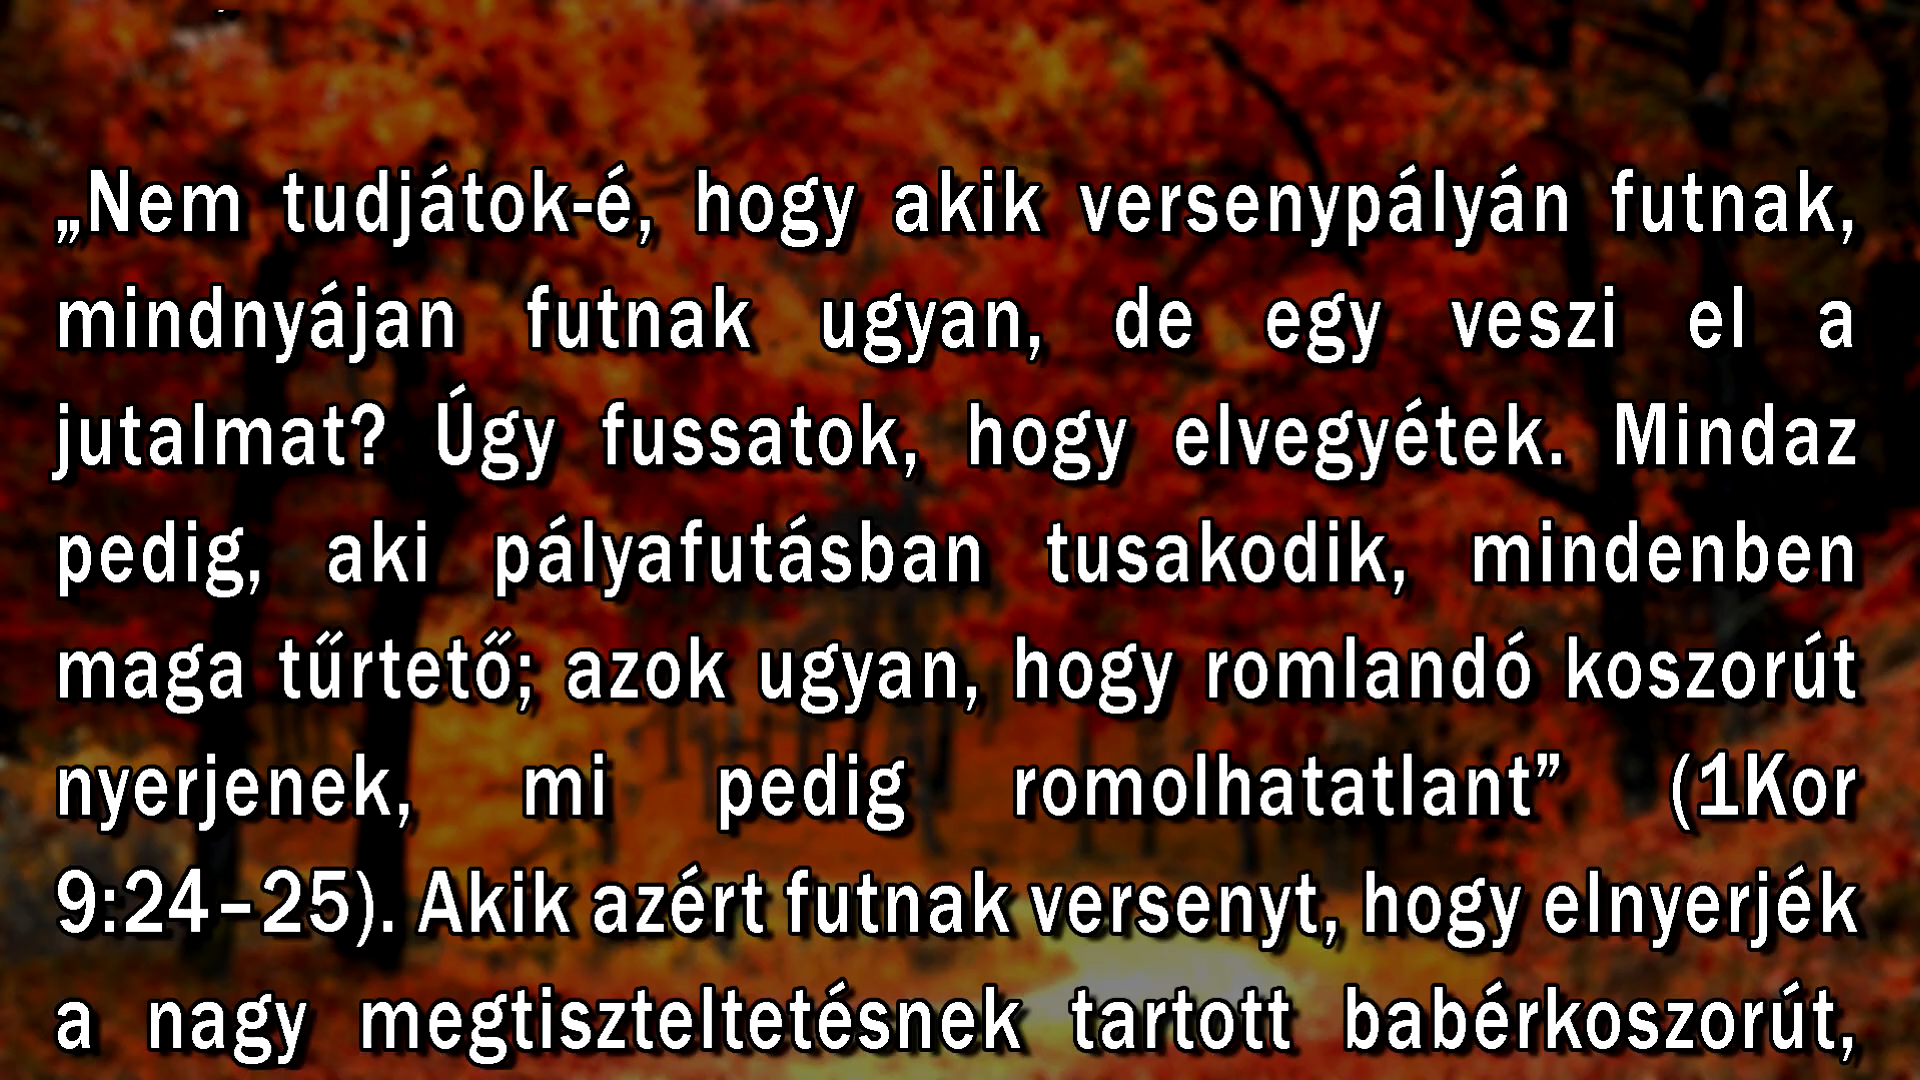 „Nem tudjátok-é, hogy akik versenypályán futnak,
mindnyájan futnak ugyan, de egy veszi el a
jutalmat? Úgy fussatok, hogy elvegyétek. Mindaz
pedig, aki pályafutásban tusakodik, mindenben
maga tűrtető; azok ugyan, hogy romlandó koszorút
nyerjenek, mi pedig romolhatatlant” (1Kor
9:24–25). Akik azért futnak versenyt, hogy elnyerjék
a nagy megtiszteltetésnek tartott babérkoszorút,